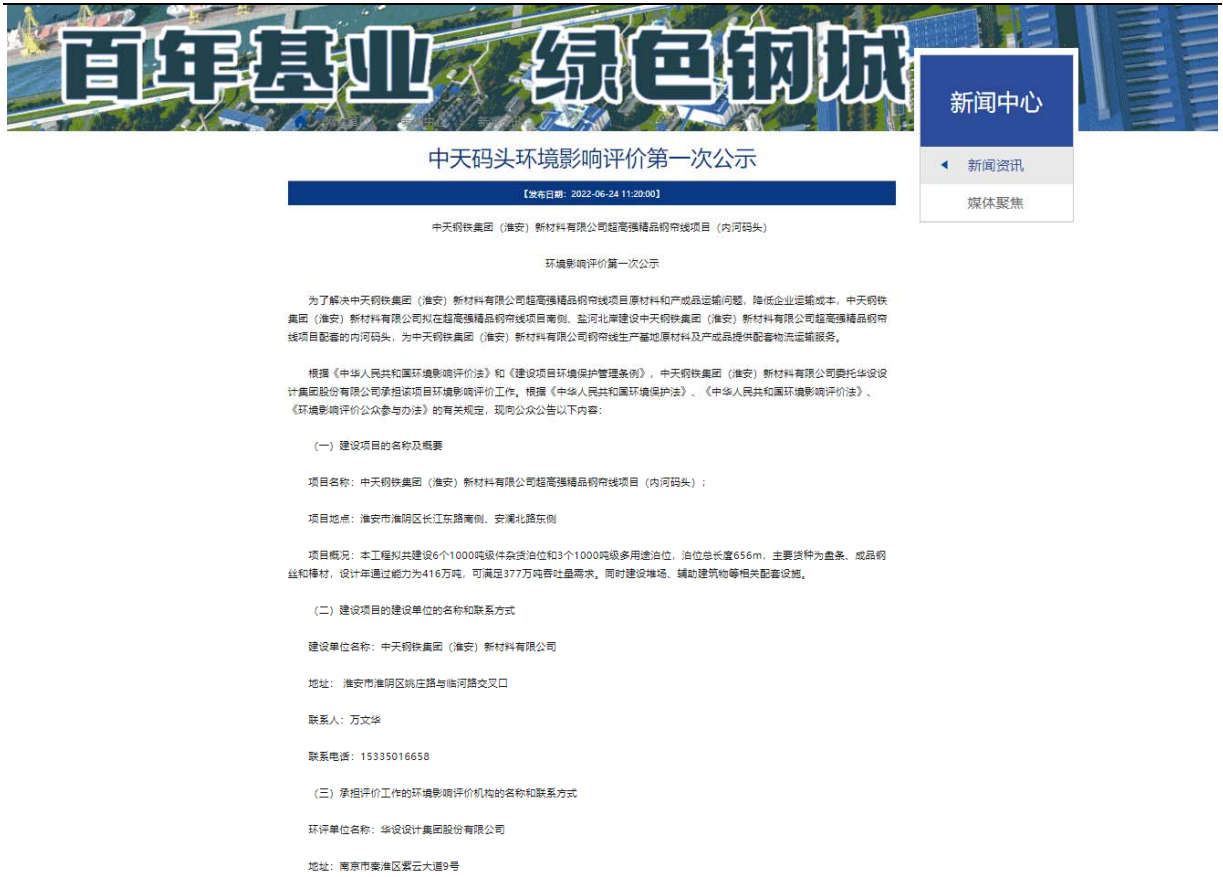 百年基业 绿色钢城
新闻中心
新闻资讯
媒体聚焦
中天码头环境影响评价第一次公示
【发布日期：2022-06-24 11:20:00】
中天钢铁集团（淮安）新材料有限公司超高强精品钢帘线项目（内河码头）
环境影响评价第一次公示
为了解决中天钢铁集团（淮安）新材料有限公司超高强精品钢帘线项目原材料和产成品运输问题，降低企业运输成本，中天钢铁
集团（淮安）新材料有限公司拟在超高强精品钢帘线项目南侧、盐河北岸建设中天钢铁集团（淮安）新材料有限公司超高强精品钢帘
线项目配套的内河码头，为中天钢铁集团（淮安）新材料有限公司钢帘线生产基地原材料及产成品提供配套物流运输服务。
根据《中华人民共和国环境影响评价法》和《建设项目环境保护管理条例》，中天钢铁集团（淮安）新材料有限公司委托华设设
计集团股份有限公司承担该项目环境影响评价工作。根据《中华人民共和国环境保护法》、《中华人民共和国环境影响评价法》、
《环境影响评价公众参与办法》的有关规定，现向公众公告以下内容：
（一）建设项目的名称及概要
项目名称：中天钢铁集团（淮安）新材料有限公司超高强精品钢帘线项目（内河码头）；
项目地点：淮安市淮阴区长江东路南侧、安澜北路东侧
项目概况：本工程拟共建设6个1000吨级件杂货泊位和3个1000吨级多用途泊位，泊位总长度656m，主要货种为盘条、成品钢
丝和棒材，设计年通过能力为416万吨，可满足377万吨吞吐量需求。同时建设堆场、辅助建筑物等相关配套设施。
（二）建设项目的建设单位的名称和联系方式
建设单位名称：中天钢铁集团（淮安）新材料有限公司
地址： 淮安市淮阴区姚庄路与临河路交叉口
联系人：万文华
联系电话：15335016658
（三）承担评价工作的环境影响评价机构的名称和联系方式
环评单位名称：华设设计集团股份有限公司
地址：南京市秦淮区紫云大道9号